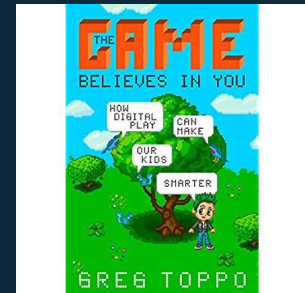 THE
GAME
BELIEVES IN YOU
HOW
DIGITAL
PLAY
CAN
MAKE
OUR
KIDS
SMARTER
GREG TOPPO